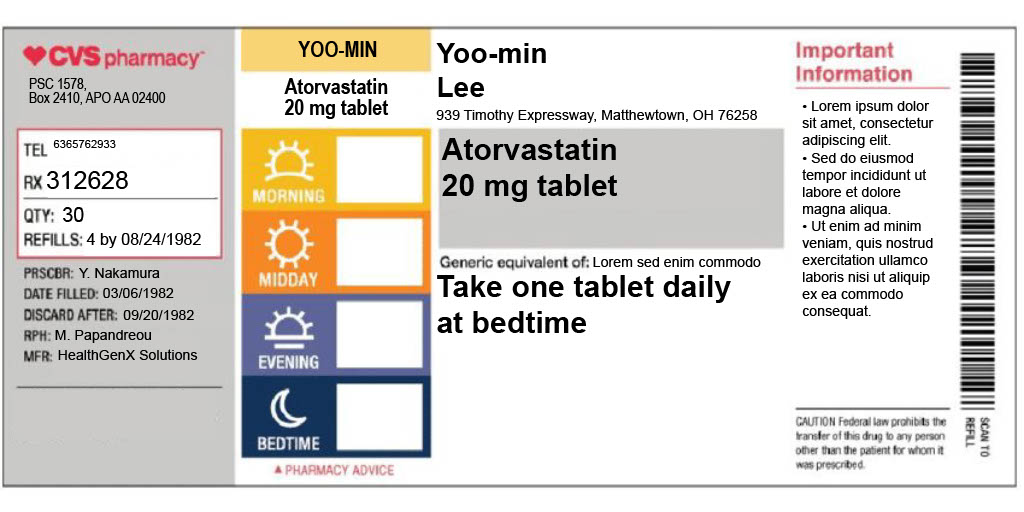 CVS pharmacy
PSC 1578,
Box 2410, APO AA 02400
TEL 6365762933
RX 312628
QTY: 30
REFILLS: 4 by 08/24/1982
PRSCBR: Y. Nakamura
DATE FILLED: 03/06/1982
DISCARD AFTER: 09/20/1982
RPH: M. Papandreou
MFR: HealthGenX Solutions
YOO-MIN
Atorvastatin
20 mg tablet
MORNING
MIDDAY
EVENING
BEDTIME
▲ PHARMACY ADVICE
Yoo-min
Lee
939 Timothy Expressway, Matthewtown, OH 76258
Atorvastatin
20 mg tablet
Generic equivalent of: Lorem sed enim commodo
Take one tablet daily
at bedtime
Important
Information
• Lorem ipsum dolor
sit amet, consectetur
adipiscing elit.
• Sed do eiusmod
tempor incididunt ut
labore et dolore
magna aliqua.
• Ut enim ad minim
veniam, quis nostrud
exercitation ullamco
laboris nisi ut aliquip
ex ea commodo
consequat.
CAUTION Federal law prohibits the
transfer of this drug to any person
other than the patient for whom it
was prescribed.
SCAN TO
REFILL